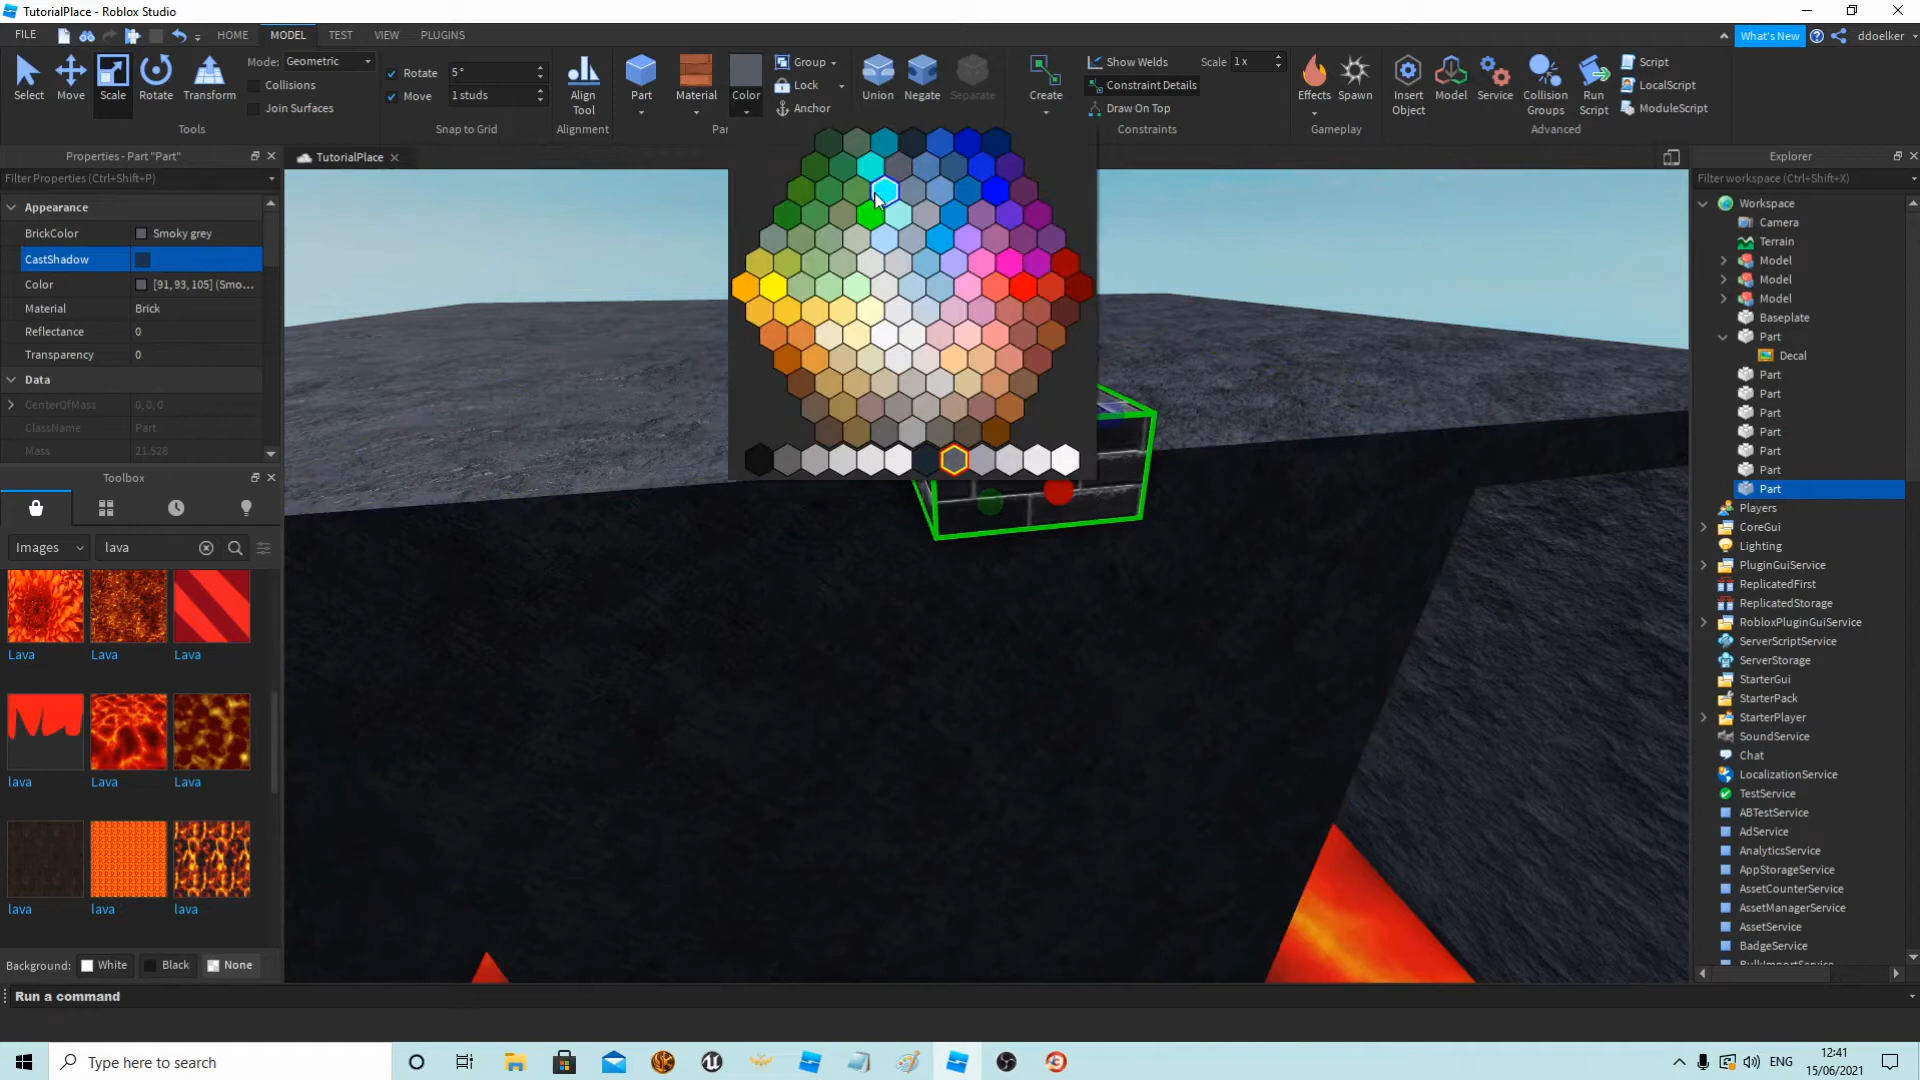 TutorialPlace - Roblox Studio
FILE
HOME
MODEL
TEST
VIEW
PLUGINS
What's New
ddoelker
Select
Move
Scale
Rotate
Transform
Tools
Mode: Geometric
Collisions
Join Surfaces
Rotate 5°
Move 1 studs
Snap to Grid
Align Tool
Alignment
Part
Material
Color
Group
Lock
Anchor
Par
Union
Negate
Separate
Create
Show Welds
Scale 1x
Constraint Details
Draw On Top
Constraints
Effects
Spawn
Gameplay
Insert Object
Model
Service
Collision Groups
Run Script
Script
LocalScript
ModuleScript
Advanced
Properties - Part "Part"
Filter Properties (Ctrl+Shift+P)
Appearance
BrickColor Smoky grey
CastShadow
Color [91, 93, 105] (Smo...
Material Brick
Reflectance 0
Transparency 0
Data
CenterOfMass 0, 0, 0
ClassName Part
Mass 21.528
TutorialPlace
Toolbox
Images
lava
Lava
Lava
Lava
lava
Lava
Lava
lava
lava
lava
Background: White Black None
Run a command
Explorer
Filter workspace (Ctrl+Shift+X)
Workspace
Camera
Terrain
Model
Model
Model
Baseplate
Part
Decal
Part
Part
Part
Part
Part
Part
Part
Players
CoreGui
Lighting
PluginGuiService
ReplicatedFirst
ReplicatedStorage
RobloxPluginGuiService
ServerScriptService
ServerStorage
StarterGui
StarterPack
StarterPlayer
SoundService
Chat
LocalizationService
TestService
ABTestService
AdService
AnalyticsService
AppStorageService
AssetCounterService
AssetManagerService
AssetService
BadgeService
Type here to search
ENG
12:41
15/06/2021